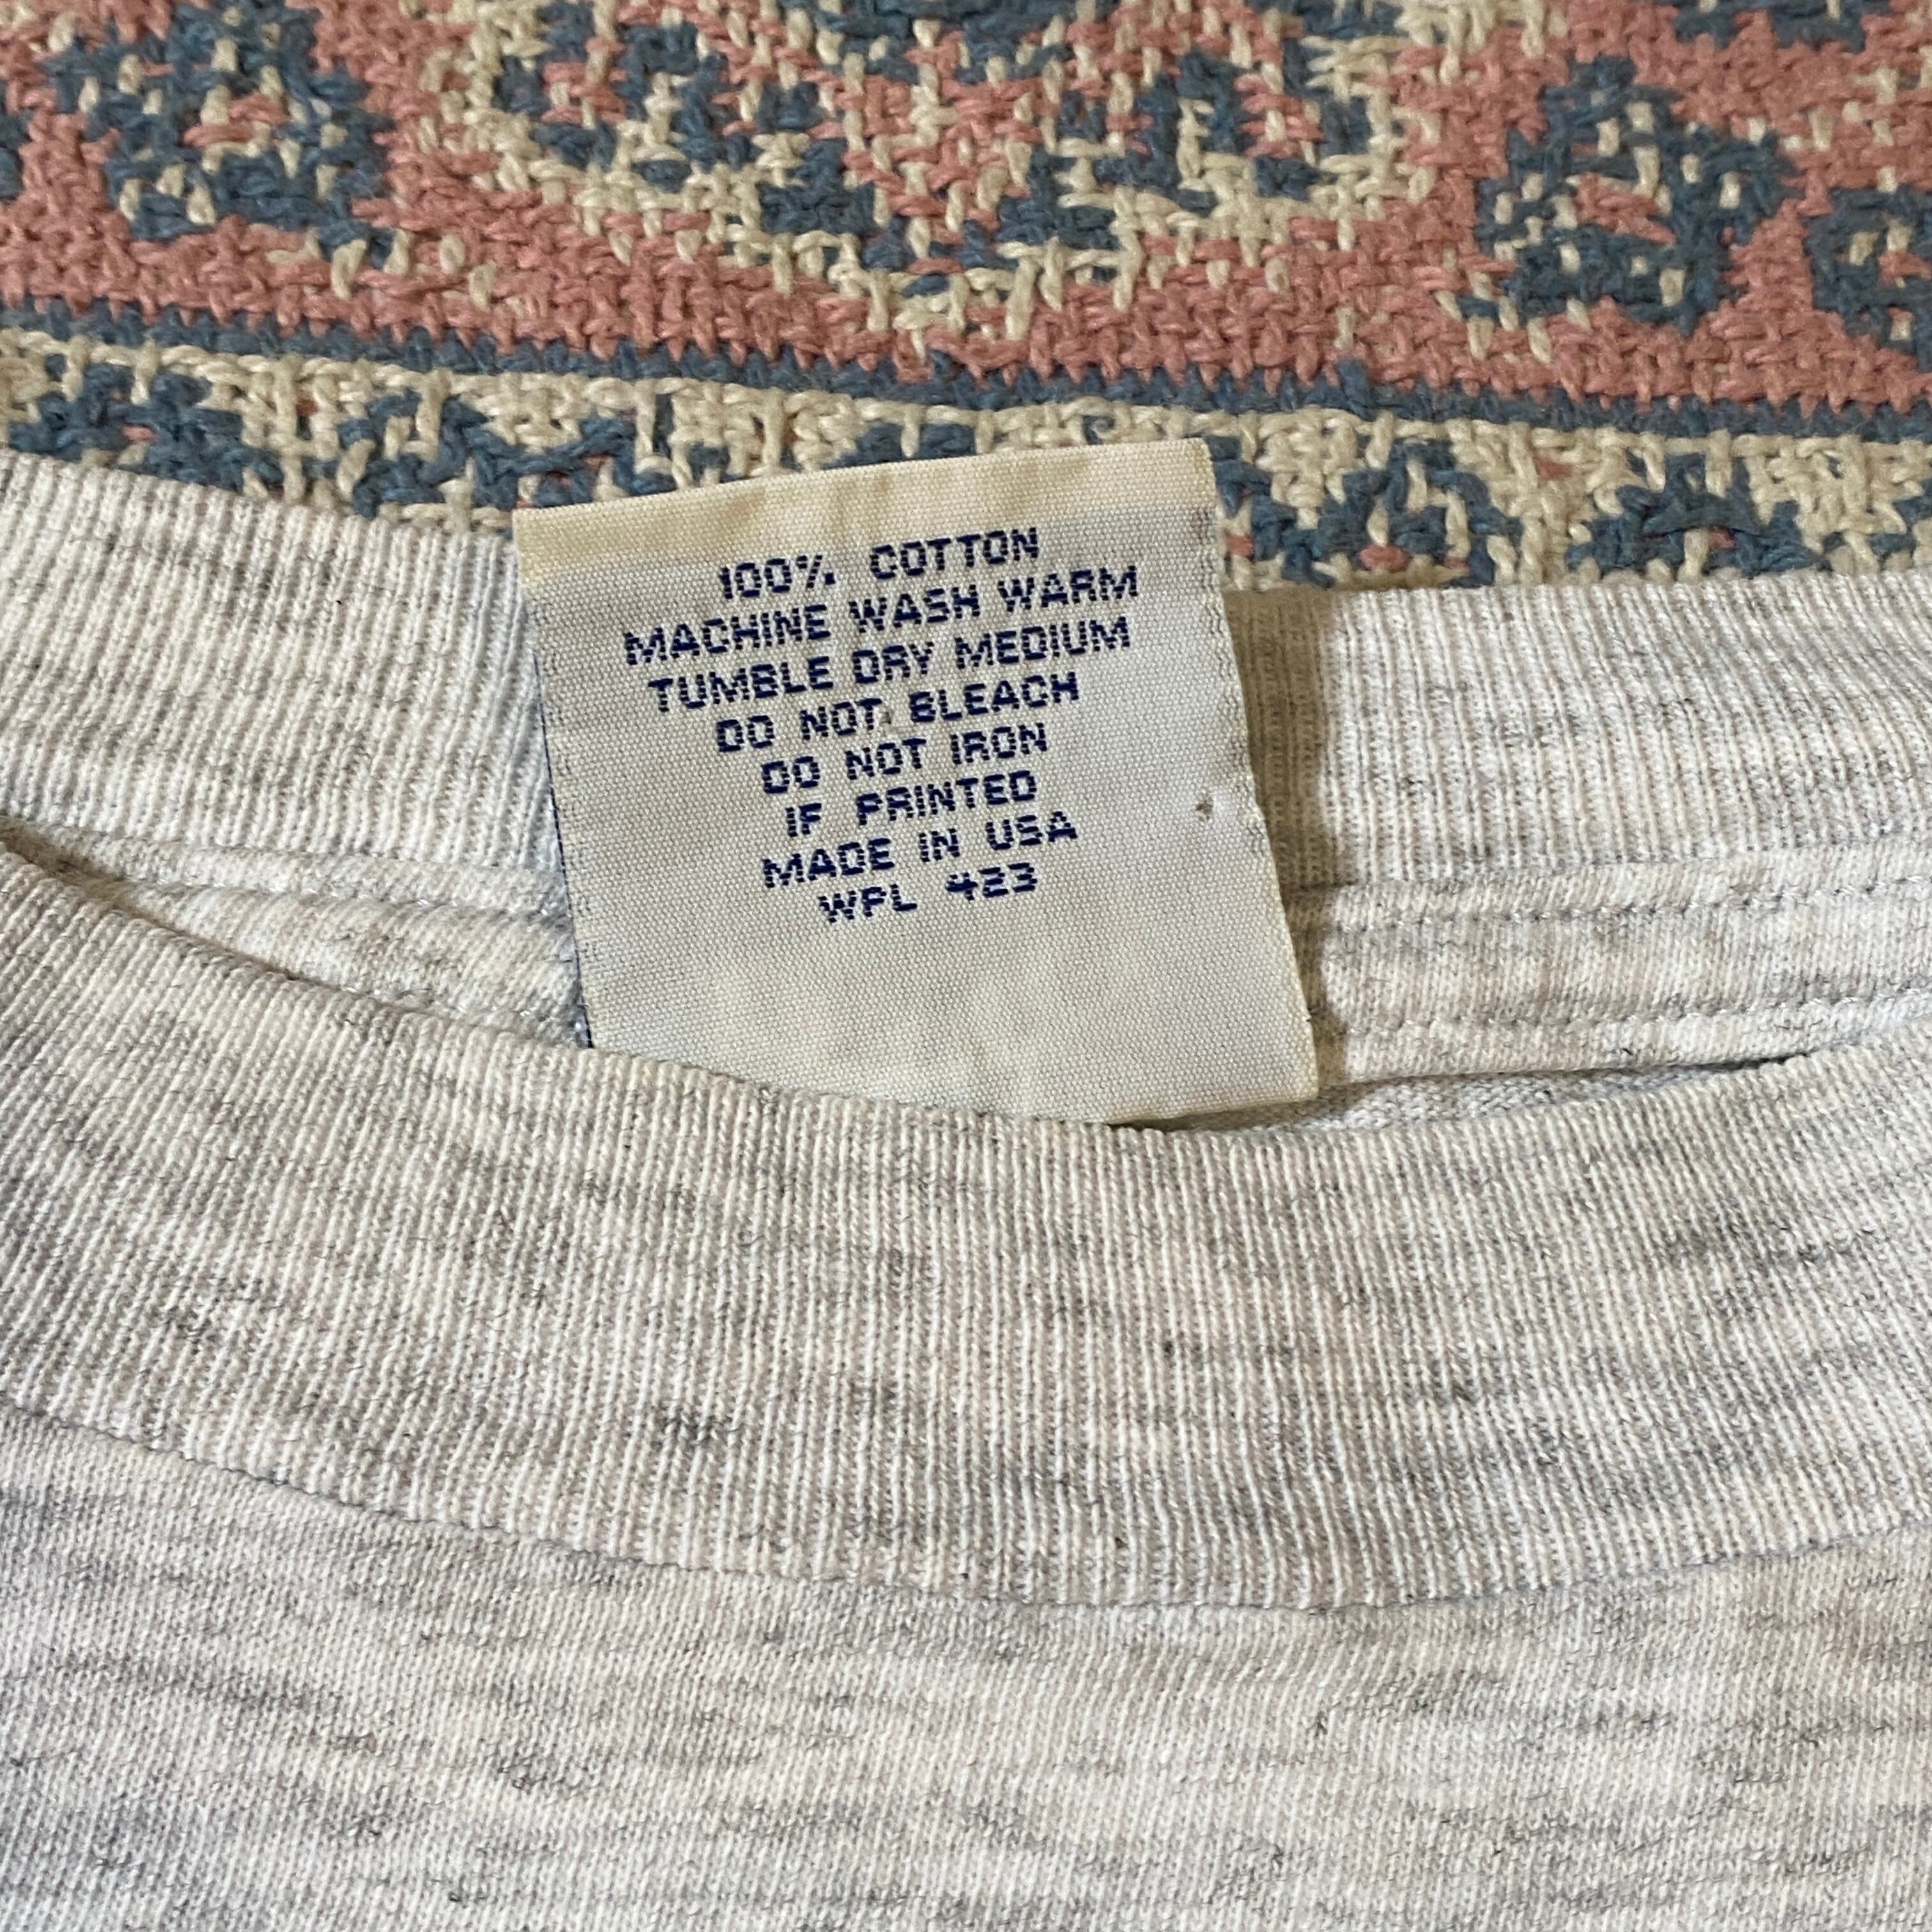 100% COTTON
MACHINE WASH WARM
TUMBLE DRY MEDIUM
DO NOT BLEACH
DO NOT IRON
IF PRINTED
MADE IN USA
WPL 423